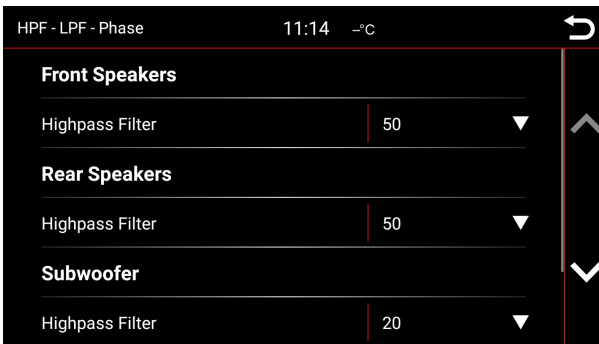 HPF - LPF - Phase 11:14 --°C
Front Speakers
Highpass Filter 50
Rear Speakers
Highpass Filter 50
Subwoofer
Highpass Filter 20